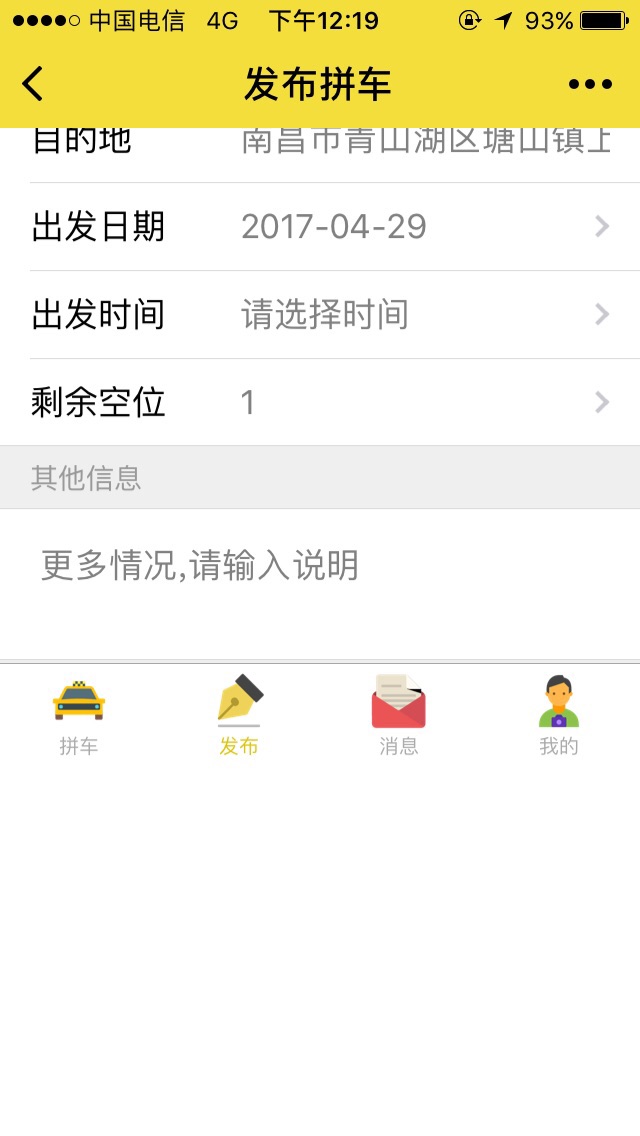 中国电信 4G 下午12:19 93%
发布拼车
目的地 南昌市青山湖区塘山镇上
出发日期 2017-04-29
出发时间 请选择时间
剩余空位 1
其他信息
更多情况,请输入说明
拼车 发布 消息 我的